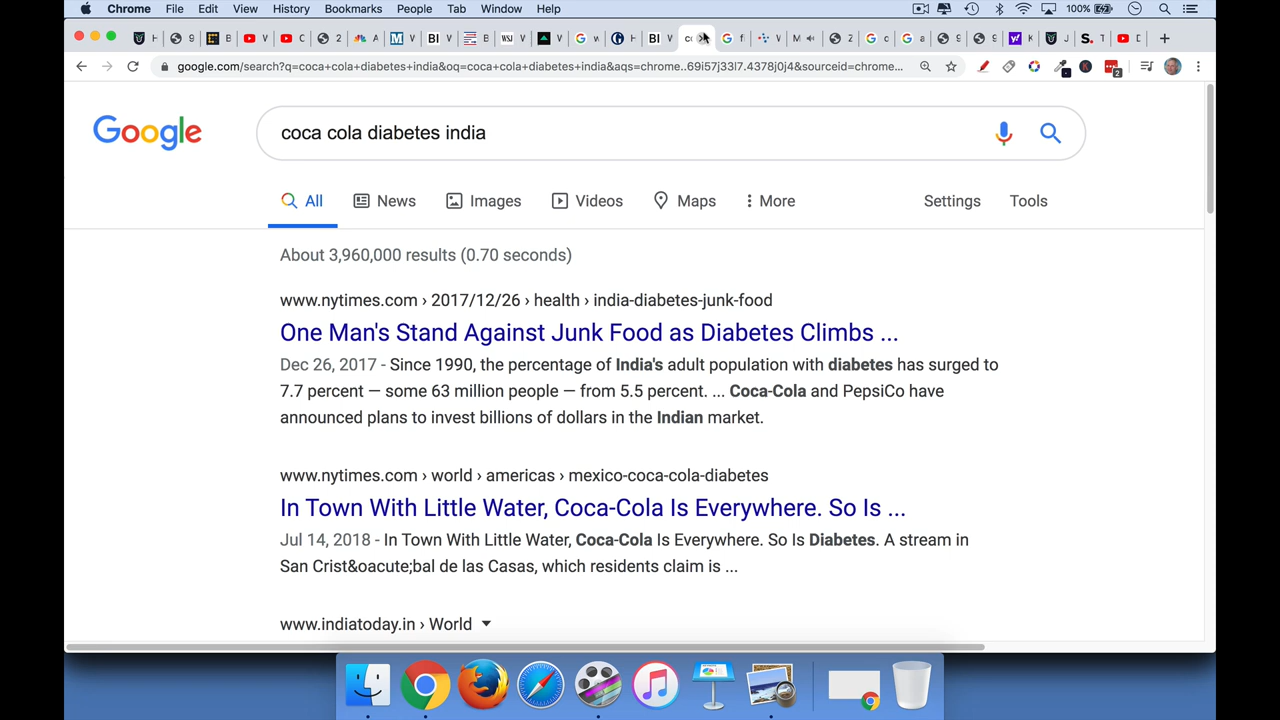 Chrome File Edit View History Bookmarks People Tab Window Help 100%
google.com/search?q=coca+cola+diabetes+india&oq=coca+cola+diabetes+india&aqs=chrome..69i57j33l7.4378j0j4&sourceid=chrome...
Google
coca cola diabetes india
All News Images Videos Maps More Settings Tools
About 3,960,000 results (0.70 seconds)
www.nytimes.com › 2017/12/26 › health › india-diabetes-junk-food
One Man's Stand Against Junk Food as Diabetes Climbs ...
Dec 26, 2017 - Since 1990, the percentage of India's adult population with diabetes has surged to
7.7 percent — some 63 million people — from 5.5 percent. ... Coca-Cola and PepsiCo have
announced plans to invest billions of dollars in the Indian market.
www.nytimes.com › world › americas › mexico-coca-cola-diabetes
In Town With Little Water, Coca-Cola Is Everywhere. So Is ...
Jul 14, 2018 - In Town With Little Water, Coca-Cola Is Everywhere. So Is Diabetes. A stream in
San Crist&oacute;bal de las Casas, which residents claim is ...
www.indiatoday.in › World